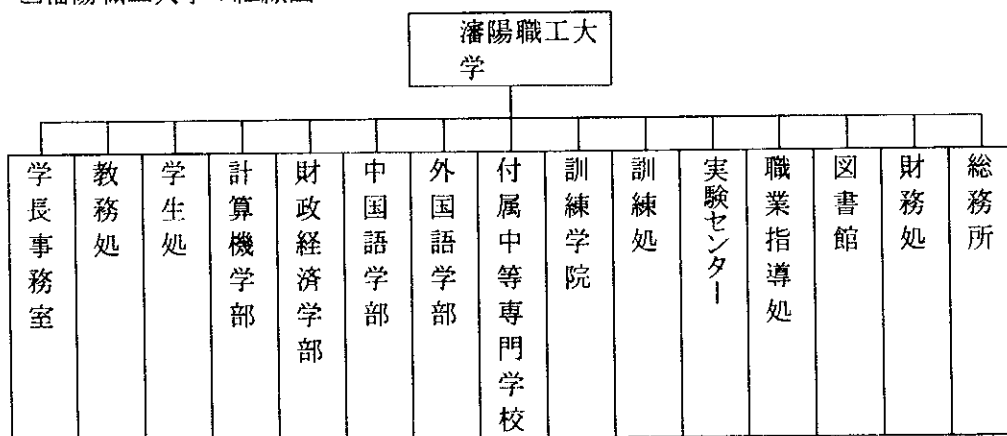 瀋陽職工大
学
学長事務室
教務処
学生処
計算機学部
財政経済学部
中国語学部
外国語学部
付属中等専門学校
訓練学院
訓練処
実験センター
職業指導処
図書館
財務処
総務所